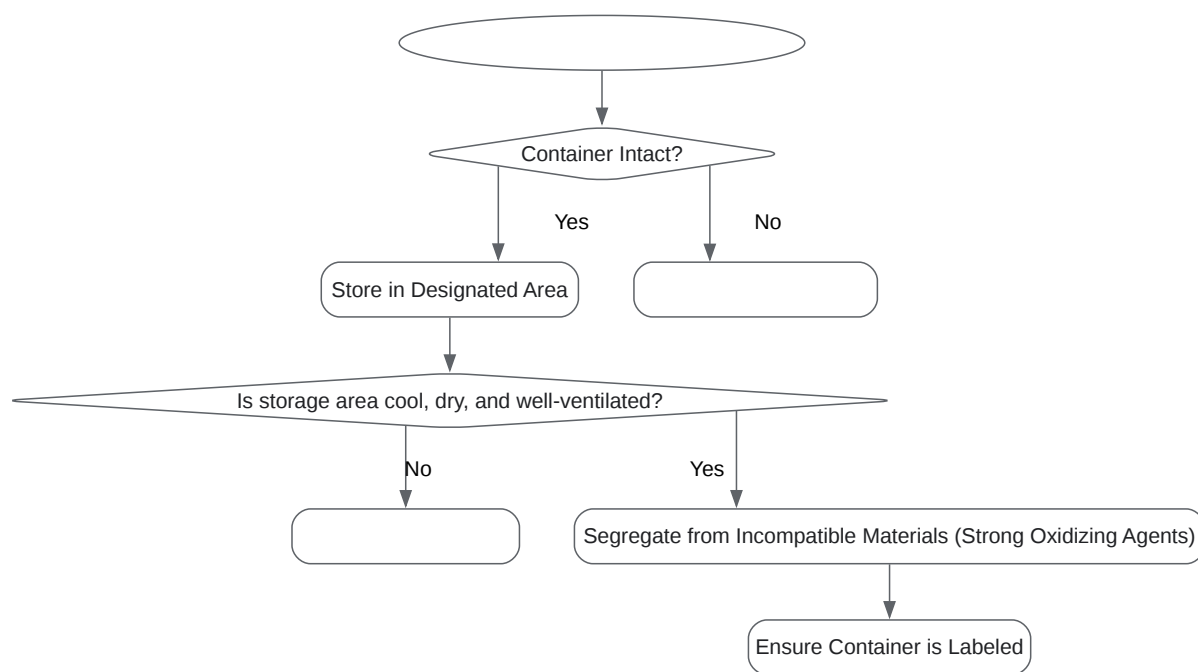 Container Intact?
Yes
No
Store in Designated Area
Is storage area cool, dry, and well-ventilated?
No
Yes
Segregate from Incompatible Materials (Strong Oxidizing Agents)
Ensure Container is Labeled